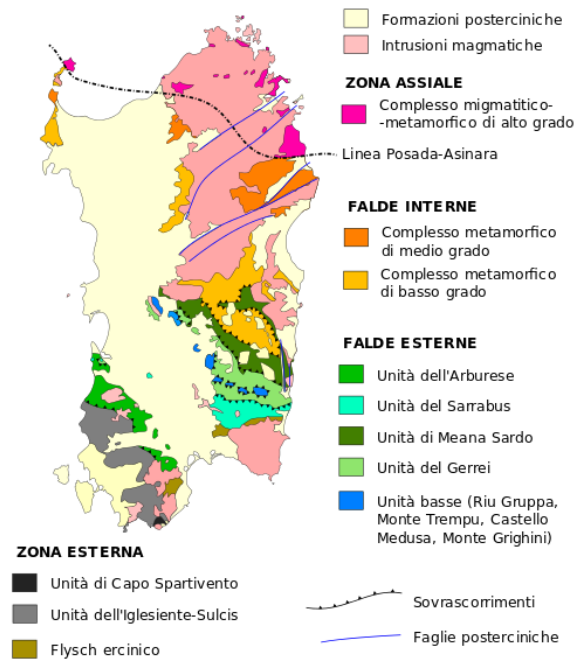 Formazioni posterciniche
Intrusioni magmatiche
ZONA ASSIALE
Complesso migmatitico-
-metamorfico di alto grado
Linea Posada-Asinara
FALDE INTERNE
Complesso metamorfico
di medio grado
Complesso metamorfico
di basso grado
FALDE ESTERNE
Unità dell'Arburese
Unità del Sarrabus
Unità di Meana Sardo
Unità del Gerrei
Unità basse (Riu Gruppa,
Monte Trempu, Castello
Medusa, Monte Grighini)
ZONA ESTERNA
Unità di Capo Spartivento
Unità dell'Iglesiente-Sulcis
Flysch ercinico
Sovrascorrimenti
Faglie posterciniche